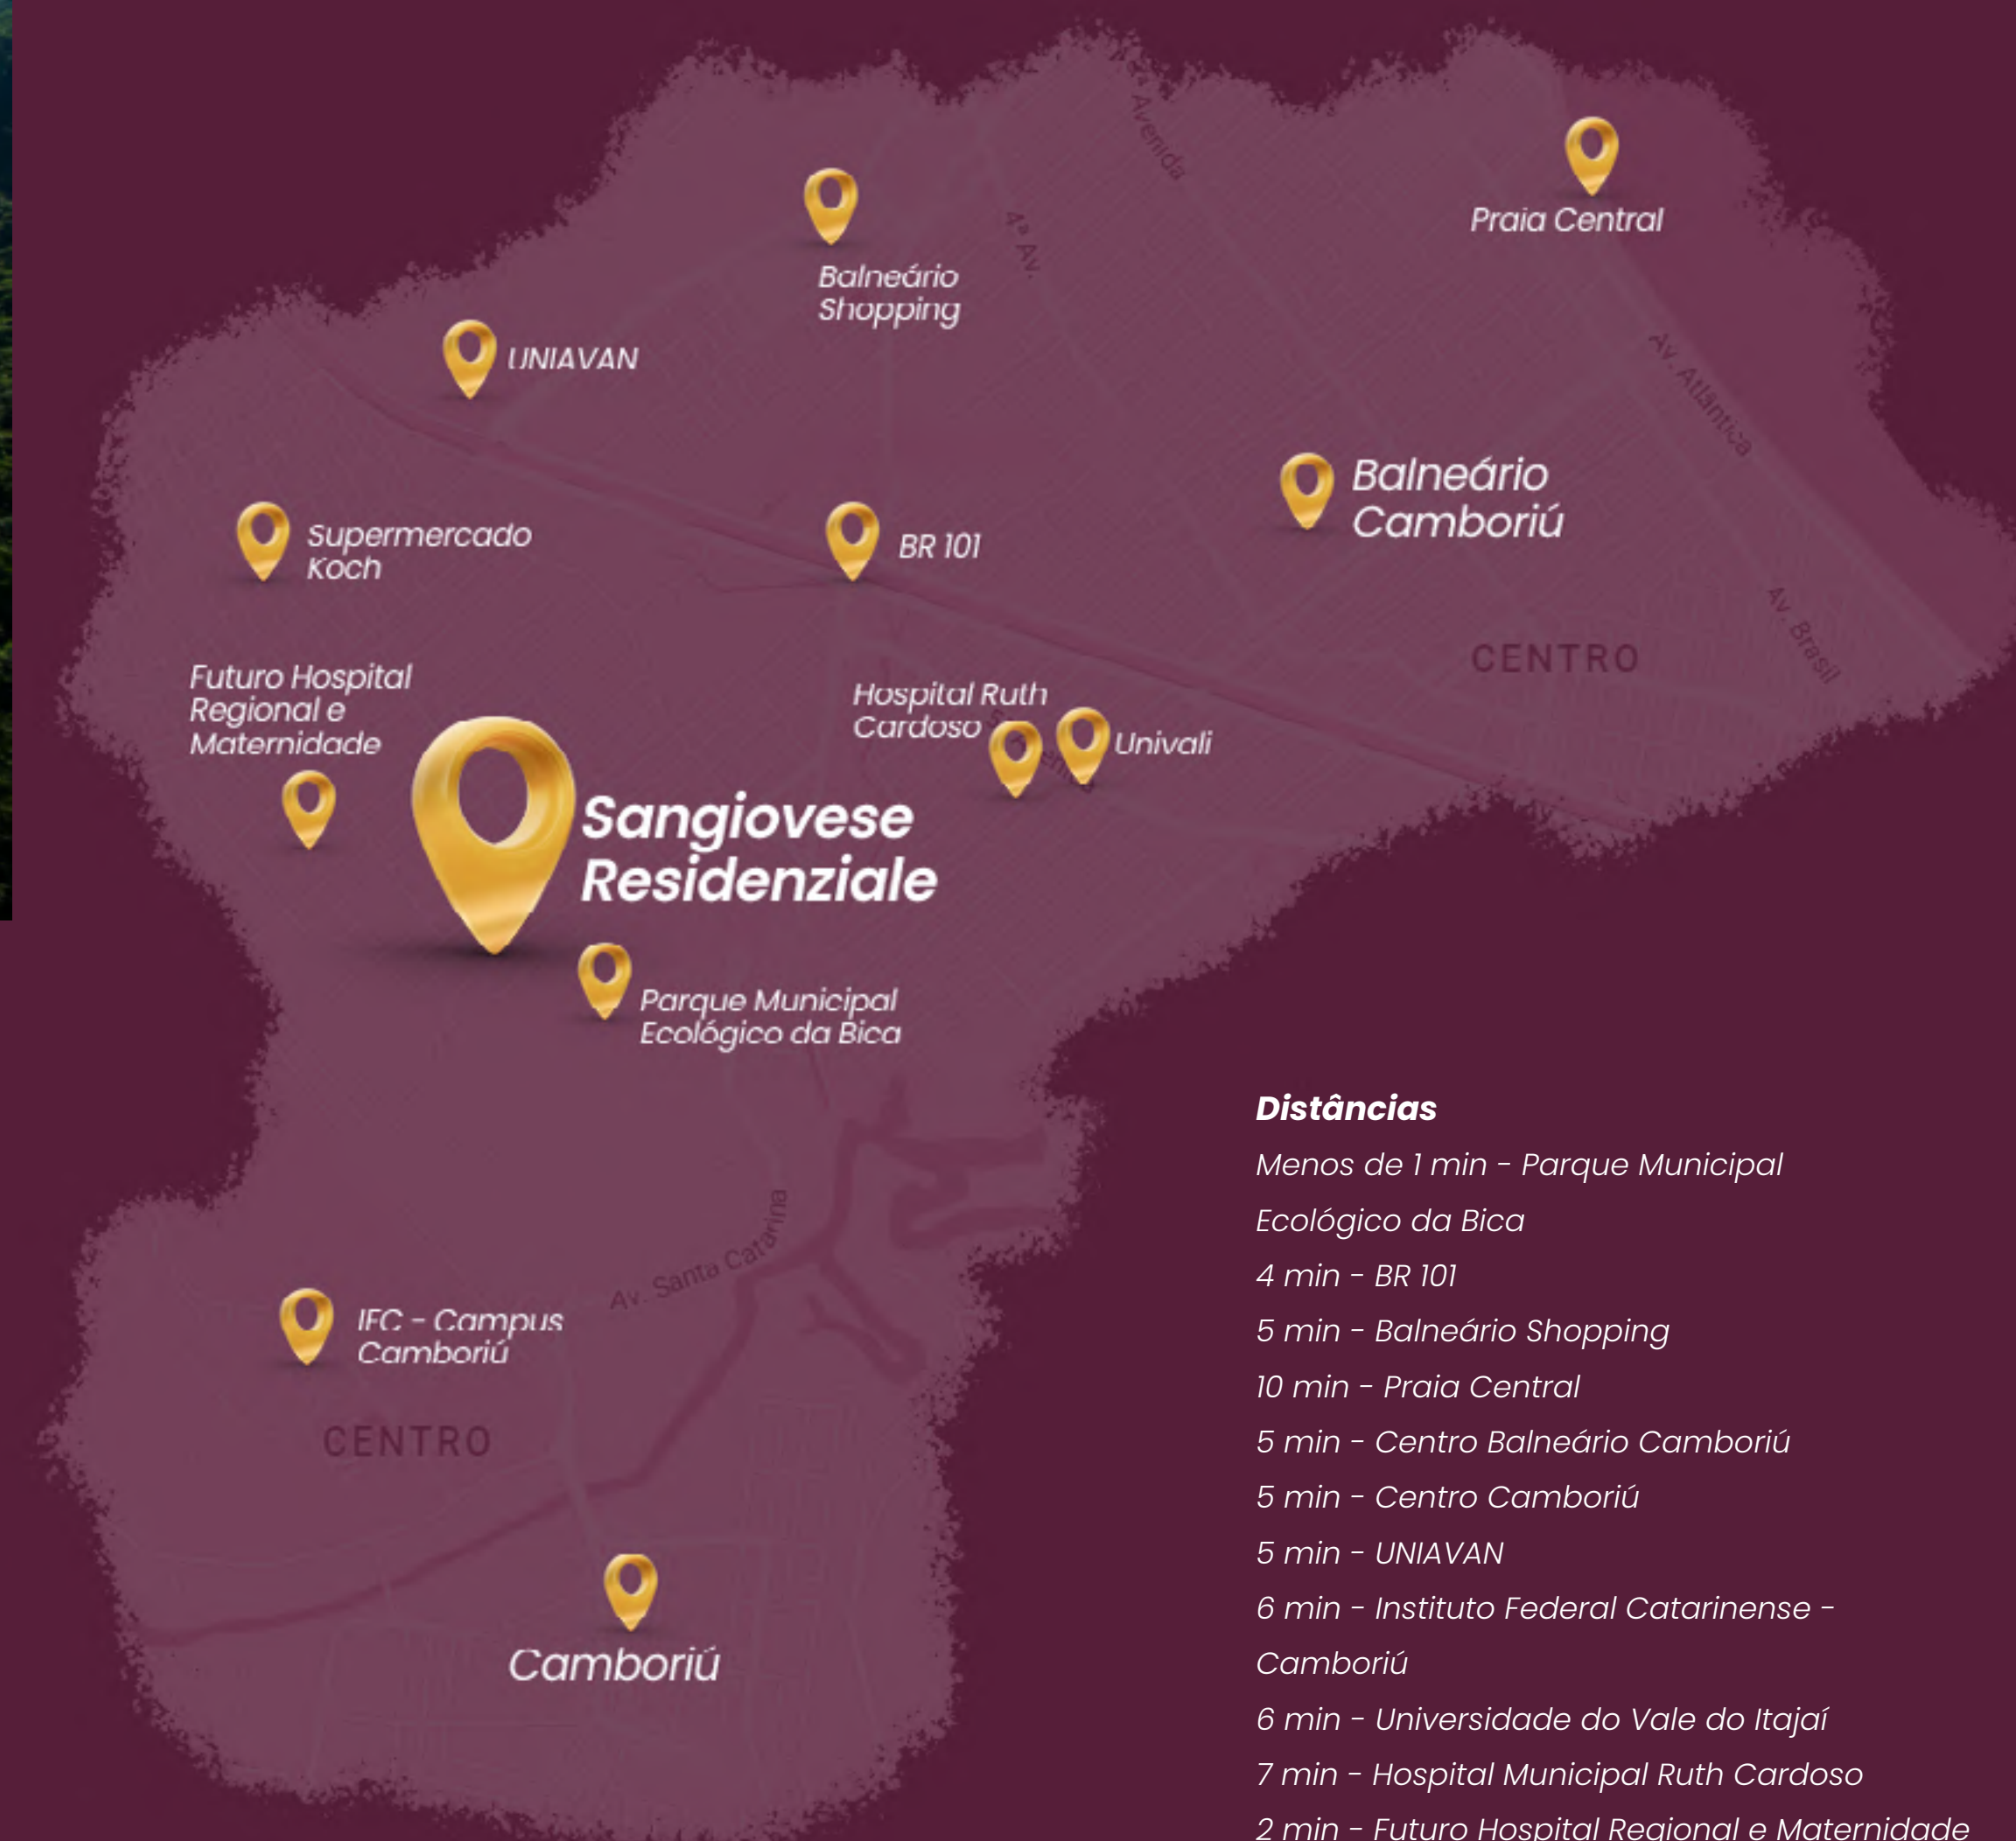 Avenida
4ª Av.
Praia Central
Balneário
Shopping
UNIAVAN
Av. Atlântica
Balneário
Camboriú
Supermercado
Koch
BR 101
Av. Brasil
CENTRO
Futuro Hospital
Regional e
Maternidade
Hospital Ruth
Cardoso
Univali
Sangiovese
Residenziale
Parque Municipal
Ecológico da Bica
Av. Santa Catarina
IFC - Campus
Camboriú
CENTRO
Camboriú
Distâncias
Menos de 1 min - Parque Municipal
Ecológico da Bica
4 min - BR 101
5 min - Balneário Shopping
10 min - Praia Central
5 min - Centro Balneário Camboriú
5 min - Centro Camboriú
5 min - UNIAVAN
6 min - Instituto Federal Catarinense -
Camboriú
6 min - Universidade do Vale do Itajaí
7 min - Hospital Municipal Ruth Cardoso
2 min - Futuro Hospital Regional e Maternidade